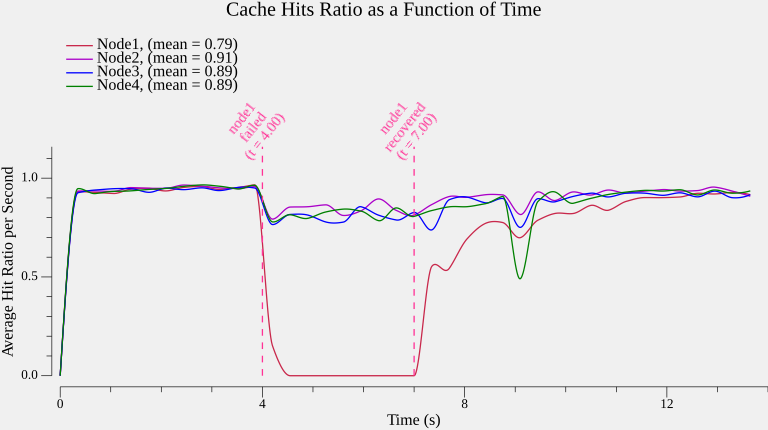 Cache Hits Ratio as a Function of Time
Node1, (mean = 0.79)
Node2, (mean = 0.91)
Node3, (mean = 0.89)
Node4, (mean = 0.89)
node1
failed
(t = 4.00)
node1
recovered
(t = 7.00)
Average Hit Ratio per Second
1.0
0.5
0.0
0
4
8
12
Time (s)